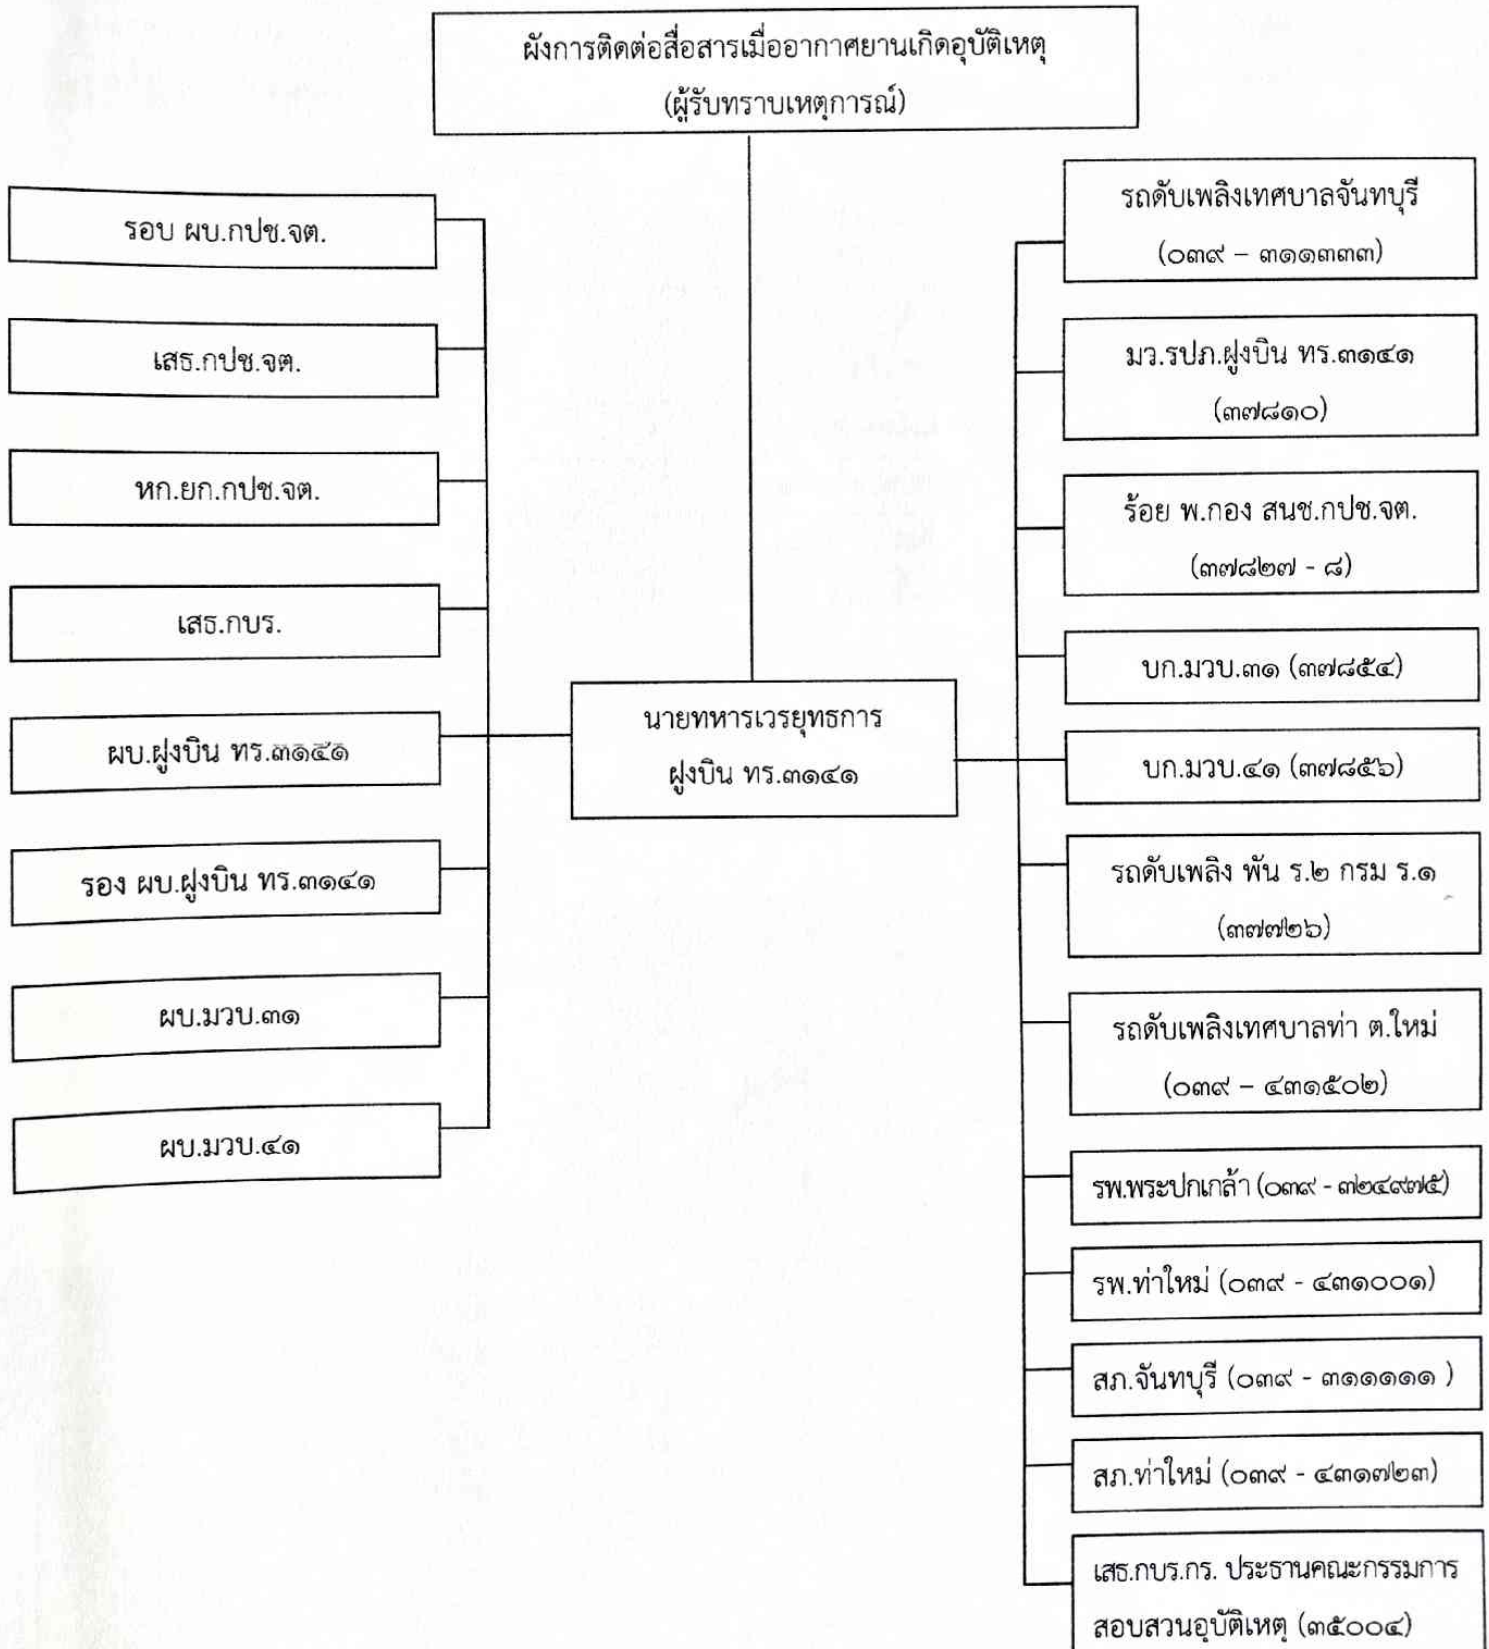 ผังการติดต่อสื่อสารเมื่ออากาศยานเกิดอุบัติเหตุ
(ผู้รับทราบเหตุการณ์)
รอบ ผบ.กปช.จต.
เสธ.กปช.จต.
หก.ยก.กปช.จต.
เสธ.กบร.
ผบ.ฝูงบิน ทร.๓๑๔๑
รอง ผบ.ฝูงบิน ทร.๓๑๔๑
ผบ.มวบ.๓๑
ผบ.มวบ.๔๑
นายทหารเวรยุทธการ
ฝูงบิน ทร.๓๑๔๑
รถดับเพลิงเทศบาลจันทบุรี
(๐๓๙ – ๓๑๑๓๓๓)
มว.รปภ.ฝูงบิน ทร.๓๑๔๑
(๓๗๘๑๐)
ร้อย พ.กอง สนช.กปช.จต.
(๓๗๘๒๗ - ๘)
บก.มวบ.๓๑ (๓๗๘๕๔)
บก.มวบ.๔๑ (๓๗๘๕๖)
รถดับเพลิง พัน ร.๒ กรม ร.๑
(๓๗๗๒๖)
รถดับเพลิงเทศบาลท่า ต.ใหม่
(๐๓๙ – ๔๓๑๕๐๒)
รพ.พระปกเกล้า (๐๓๙ - ๓๒๔๙๗๕)
รพ.ท่าใหม่ (๐๓๙ - ๔๓๑๐๐๑)
สภ.จันทบุรี (๐๓๙ - ๓๑๑๑๑๑ )
สภ.ท่าใหม่ (๐๓๙ - ๔๓๑๗๒๓)
เสธ.กบร.กร. ประธานคณะกรรมการ
สอบสวนอุบัติเหตุ (๓๕๐๐๔)